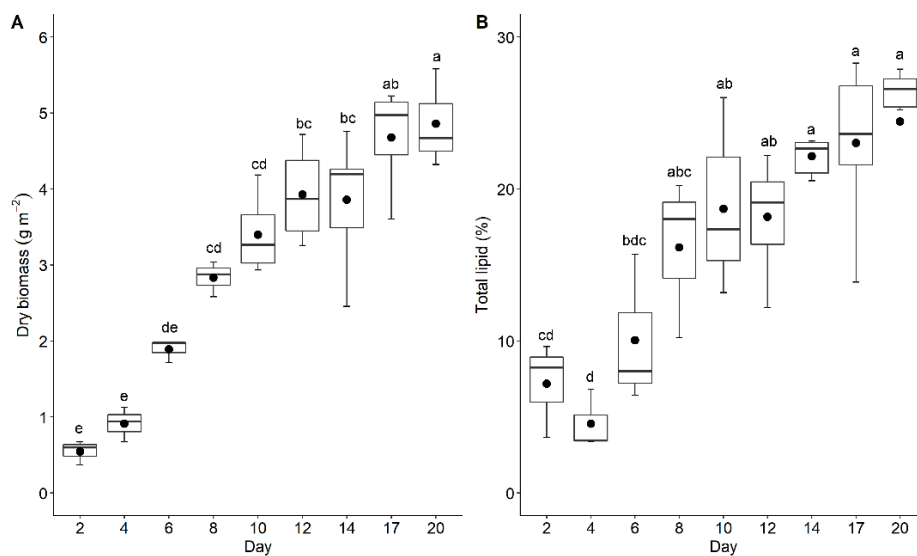 A
Dry biomass (g m⁻²)
6
5
4
3
2
1
0
e
e
de
cd
cd
bc
bc
ab
a
2 4 6 8 10 12 14 17 20
Day
B
Total lipid (%)
30
20
10
0
cd
d
bdc
abc
ab
ab
a
a
a
2 4 6 8 10 12 14 17 20
Day